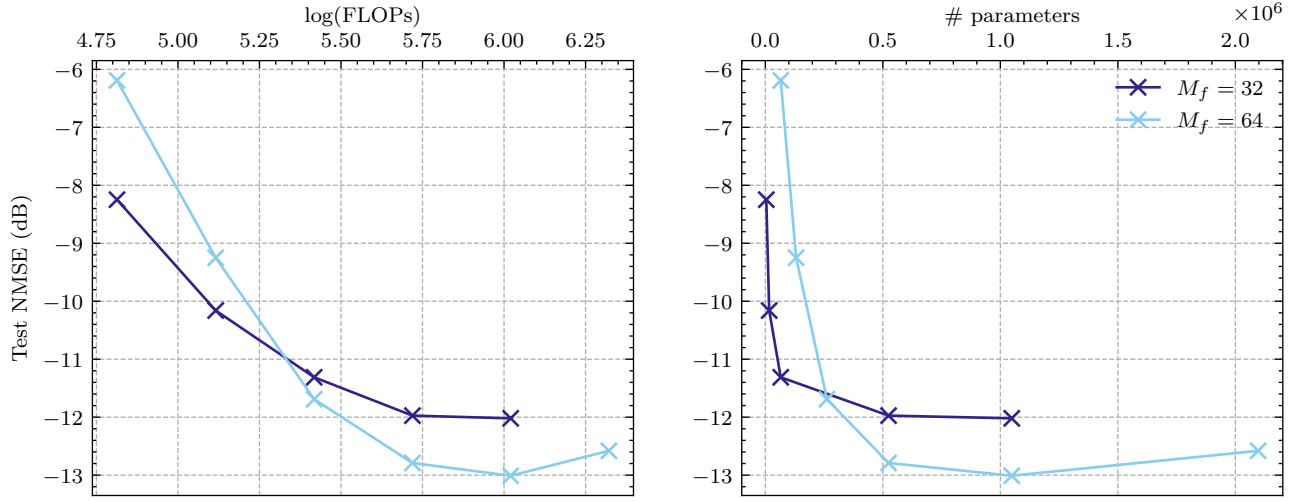 log(FLOPs)
4.75 5.00 5.25 5.50 5.75 6.00 6.25
−6
−7
−8
−9
−10
−11
−12
−13
Test NMSE (dB)
# parameters
×10⁶
0.0 0.5 1.0 1.5 2.0
−6
−7
−8
−9
−10
−11
−12
−13
M_f = 32
M_f = 64